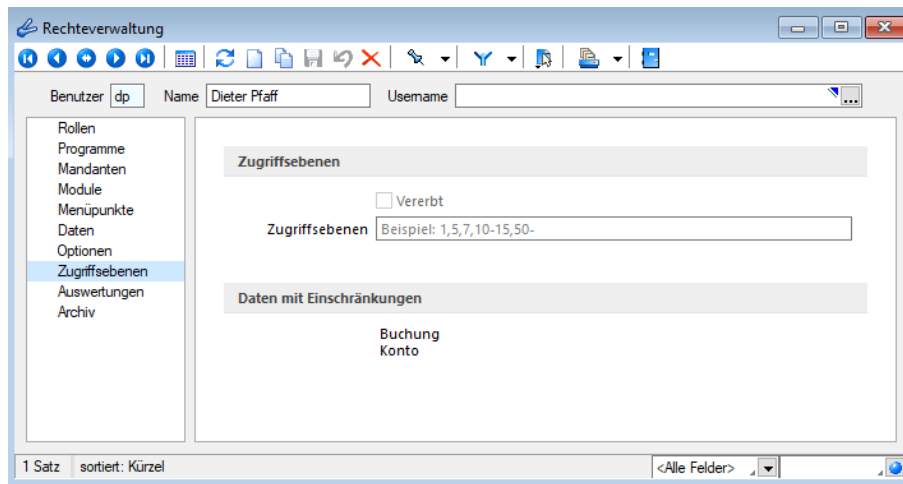 Rechteverwaltung
Benutzer dp Name Dieter Pfaff Username ...
Rollen
Programme
Mandanten
Module
Menüpunkte
Daten
Optionen
Zugriffsebenen
Auswertungen
Archiv
Zugriffsebenen
Vererbt
Zugriffsebenen Beispiel: 1,5,7,10-15,50-
Daten mit Einschränkungen
Buchung
Konto
1 Satz sortiert: Kürzel <Alle Felder>